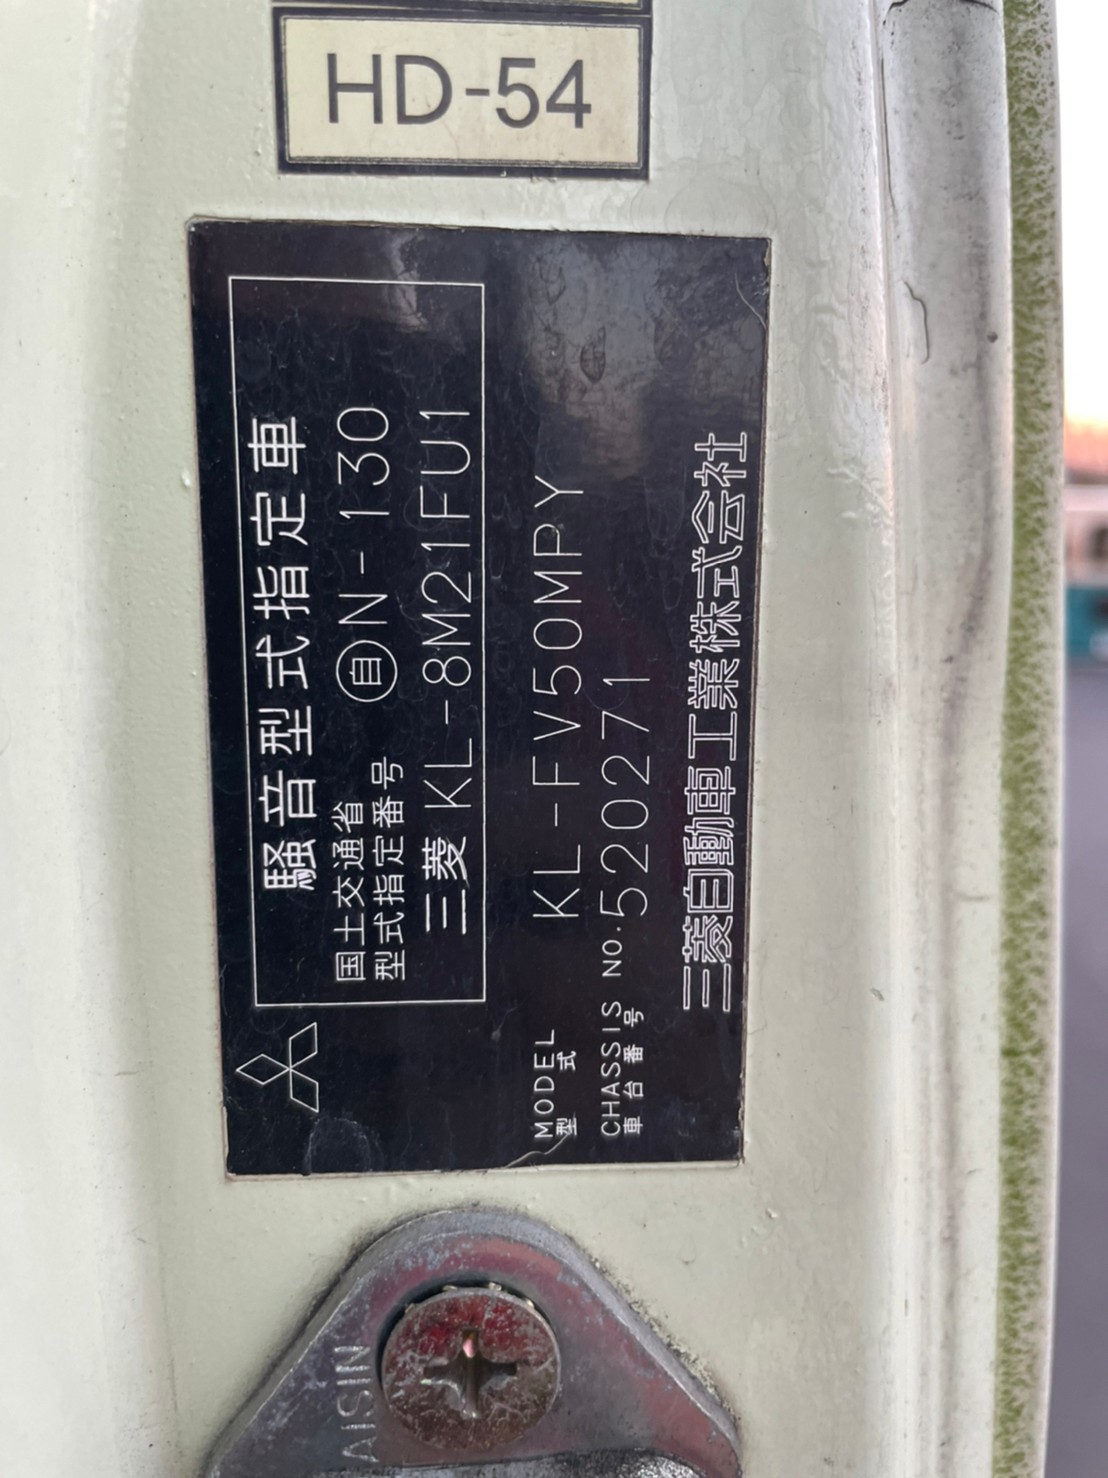 HD-54
騒音型式指定車
国土交通省
型式指定番号 自N-130
三菱 KL-8M21FU1
MODEL
型式 KL-FV50MPY
CHASSIS NO.
車台番号 520271
三菱自動車工業株式会社
AISIN